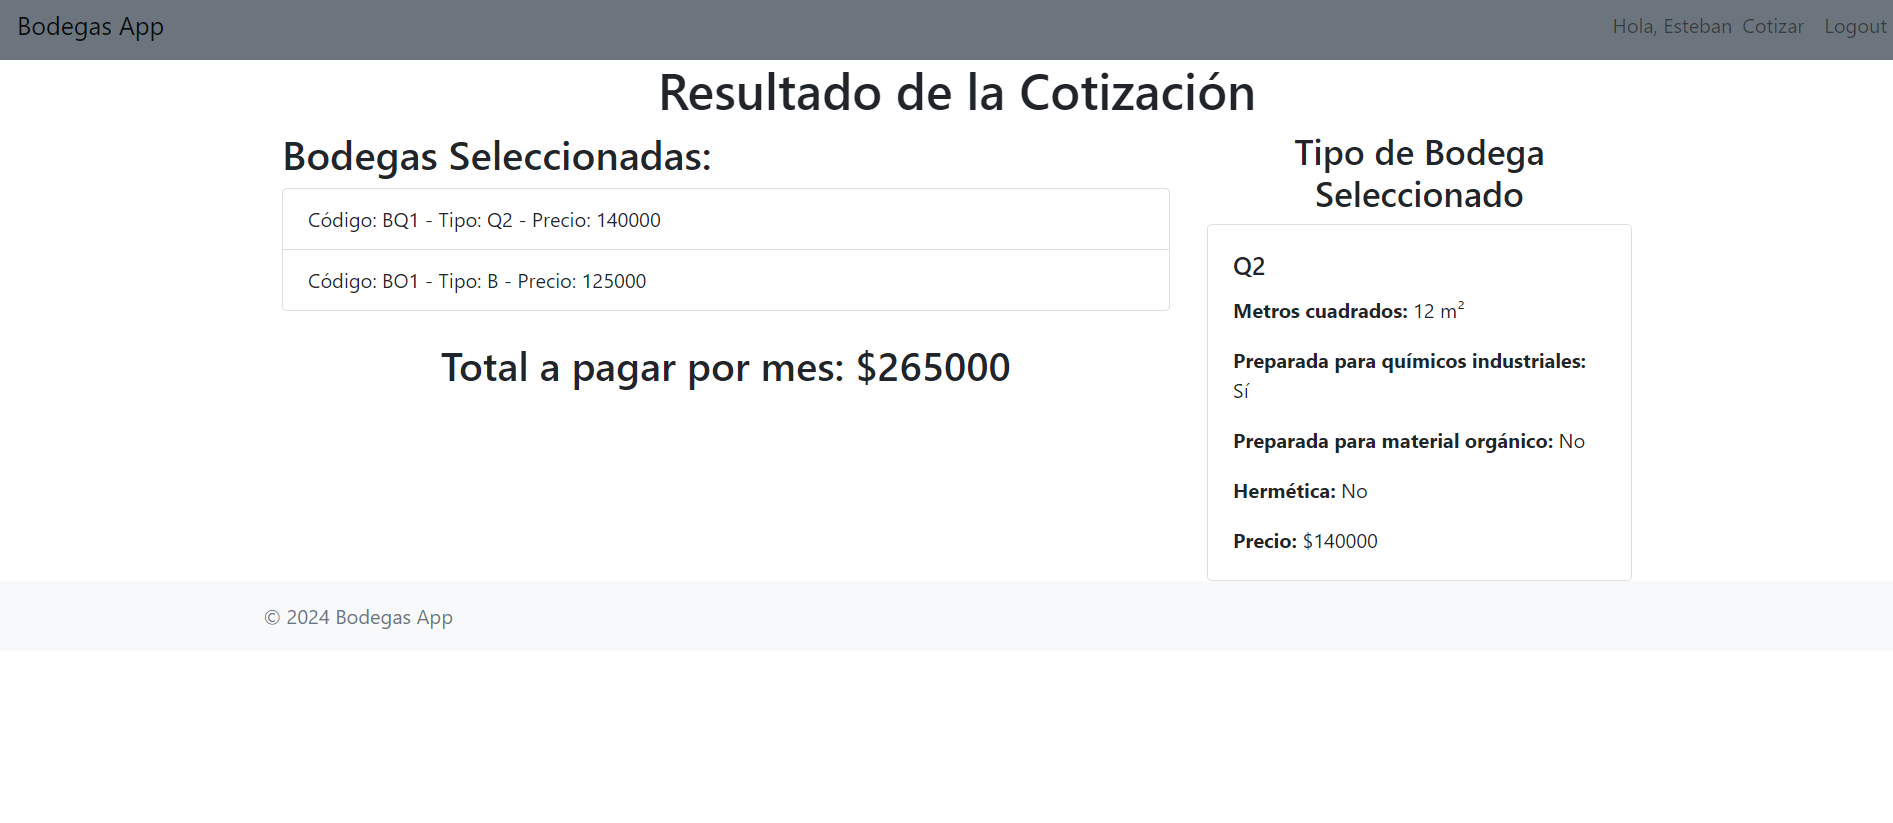 Bodegas App
Hola, Esteban Cotizar Logout
Resultado de la Cotización
Bodegas Seleccionadas:
Código: BQ1 - Tipo: Q2 - Precio: 140000
Código: BO1 - Tipo: B - Precio: 125000
Total a pagar por mes: $265000
Tipo de Bodega
Seleccionado
Q2
Metros cuadrados: 12 m²
Preparada para químicos industriales:
Sí
Preparada para material orgánico: No
Hermética: No
Precio: $140000
© 2024 Bodegas App